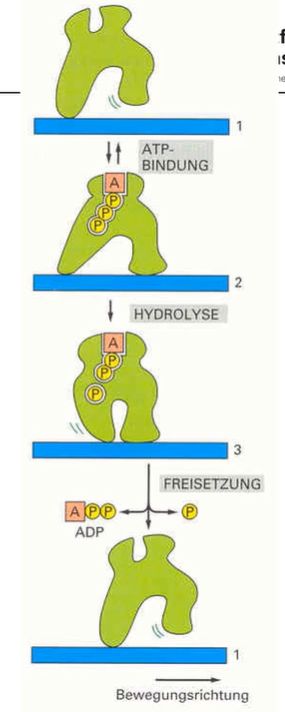 1
ATP-
BINDUNG
A
P
P
P
2
HYDROLYSE
A
P
P
P
3
FREISETZUNG
A P P
P
ADP
1
Bewegungsrichtung